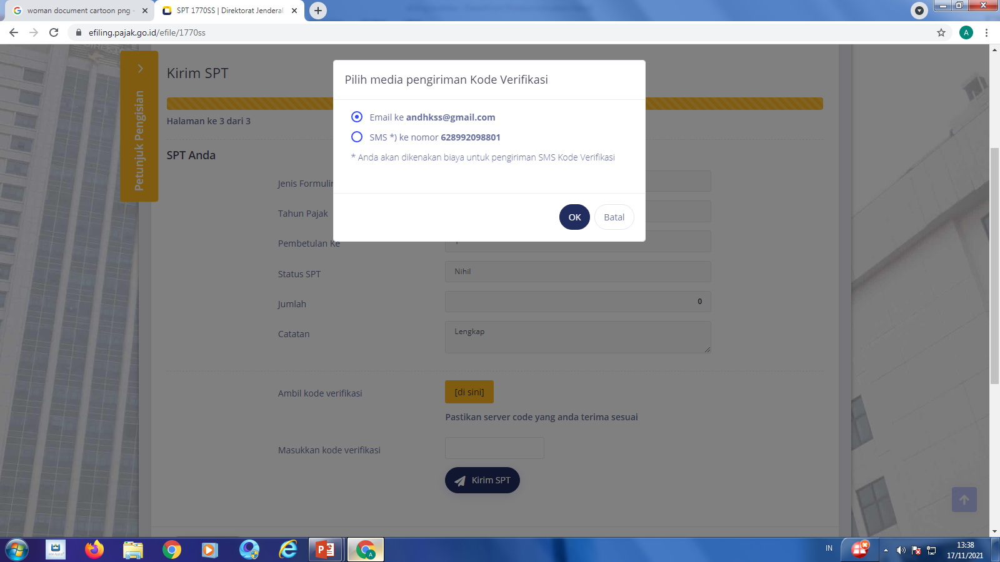 woman document cartoon png -
SPT 1770SS | Direktorat Jenderal
efiling.pajak.go.id/efile/1770ss
A
Petunjuk Pengisian
Kirim SPT
Halaman ke 3 dari 3
SPT Anda
Pilih media pengiriman Kode Verifikasi
Email ke andhkss@gmail.com
SMS *) ke nomor 628992098801
* Anda akan dikenakan biaya untuk pengiriman SMS Kode Verifikasi
OK Batal
Jenis Formulir
Tahun Pajak
Pembetulan Ke
Status SPT Nihil
Jumlah 0
Catatan Lengkap
Ambil kode verifikasi [di sini]
Pastikan server code yang anda terima sesuai
Masukkan kode verifikasi
Kirim SPT
IN
13:38
17/11/2021